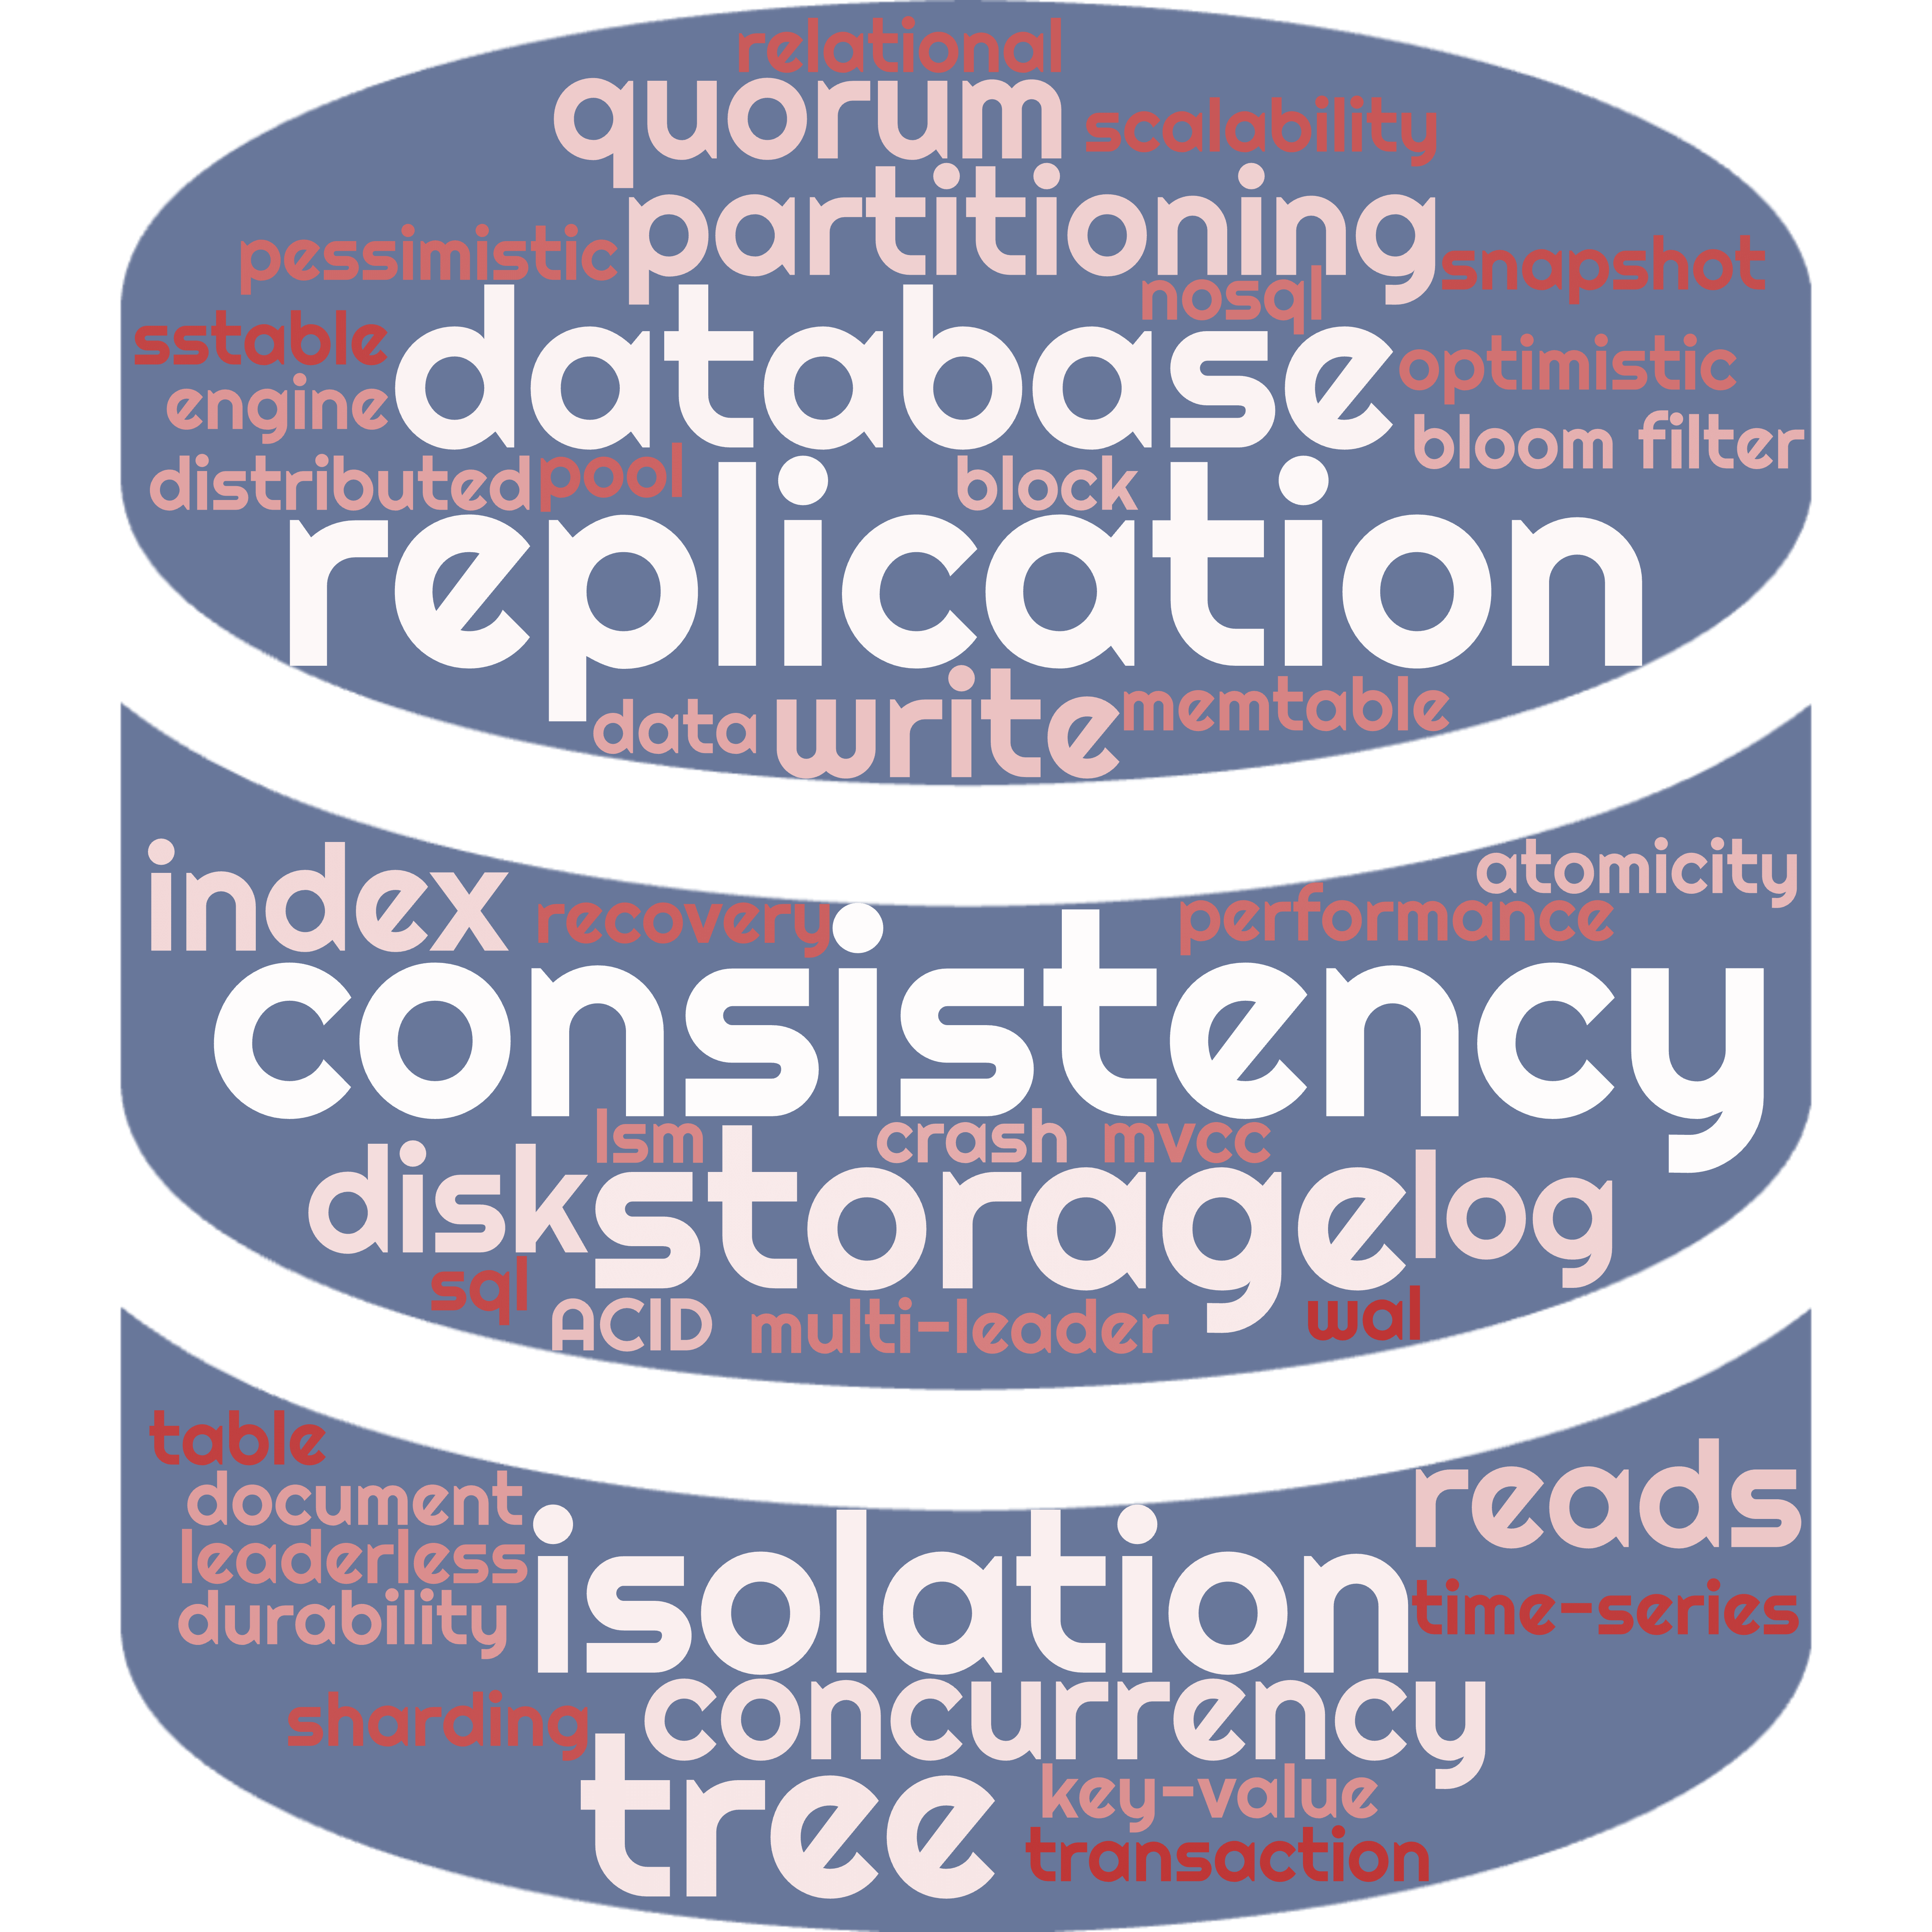 relational
quorum
scalability
partitioning
pessimistic
snapshot
nosql
sstable
database
optimistic
engine
bloom filter
distributed
pool
block
replication
data
write
memtable
index
recovery
performance
atomicity
consistency
lsm
crash
mvcc
disk
storage
log
sql
ACID
multi-leader
wal
table
document
reads
leaderless
isolation
durability
time-series
sharding
concurrency
tree
key-value
transaction